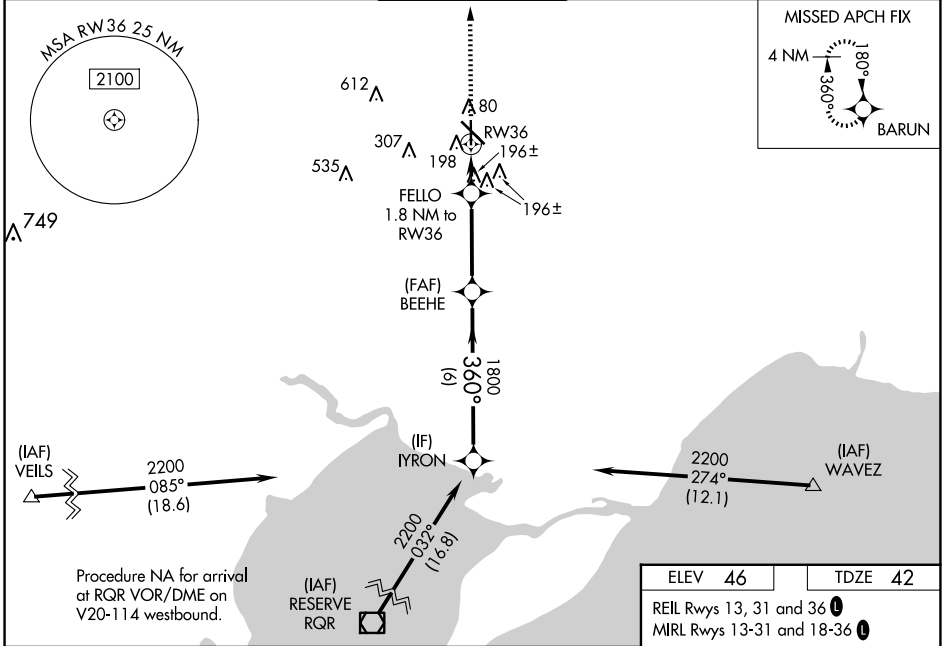 MSA RW36 25 NM
2100
MISSED APCH FIX
4 NM
180°
360°
BARUN
612
80
RW36
307
198
196±
535
196±
FELLO
1.8 NM to
RW36
749
(FAF)
BEEHE
1800
360°
(6)
(IF)
IYRON
(IAF)
VEILS
2200
085°
(18.6)
2200
274°
(12.1)
(IAF)
WAVEZ
2200
032°
(16.8)
(IAF)
RESERVE
RQR
Procedure NA for arrival
at RQR VOR/DME on
V20-114 westbound.
ELEV 46
TDZE 42
REIL Rwys 13, 31 and 36 L
MIRL Rwys 13-31 and 18-36 L